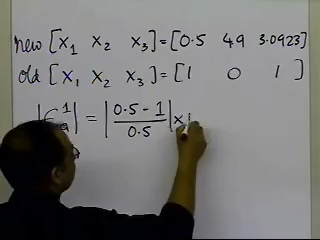 new [x₁ x₂ x₃] = [0.5 4.9 3.0923]
old [x₁ x₂ x₃] = [1 0 1]
| = |0.5 - 1 / 0.5| x